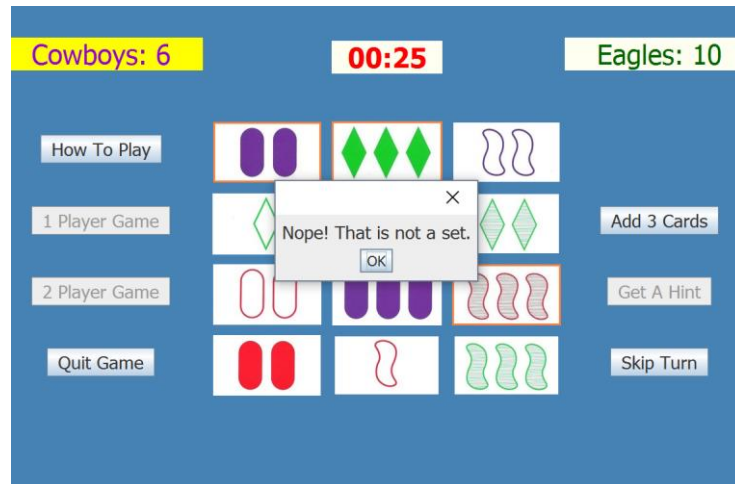 Cowboys: 6
00:25
Eagles: 10
How To Play
1 Player Game
Nope! That is not a set.
OK
Add 3 Cards
2 Player Game
Get A Hint
Quit Game
Skip Turn